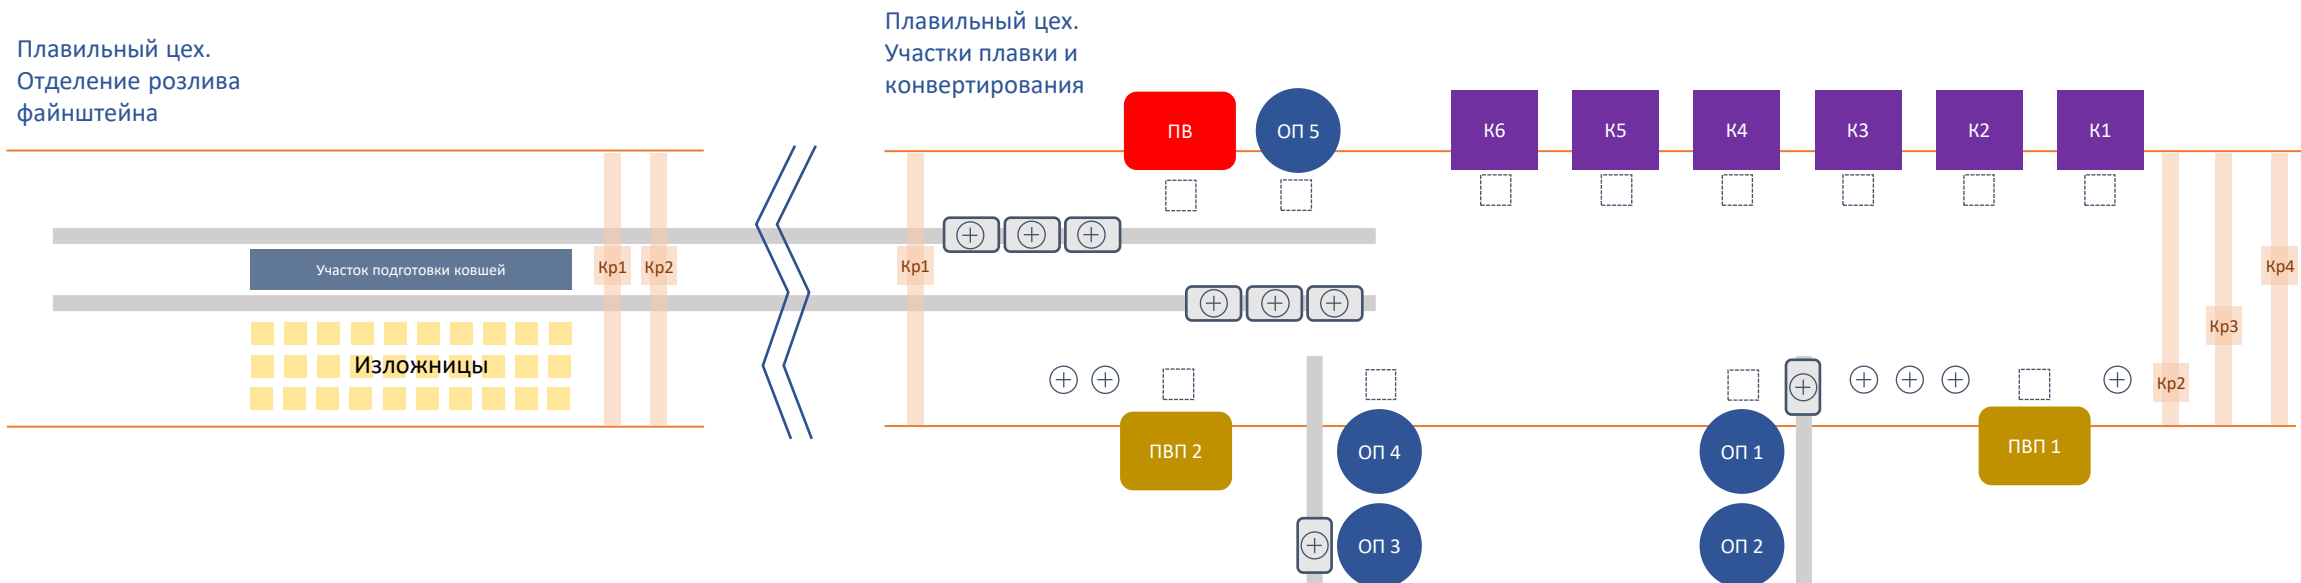 Плавильный цех.
Отделение розлива
файнштейна
Плавильный цех.
Участки плавки и
конвертирования
ПВ
ОП 5
К6
К5
К4
К3
К2
К1
Участок подготовки ковшей
Кр1
Кр2
Кр1
Кр4
Кр3
Кр2
Изложницы
ПВП 2
ОП 4
ОП 1
ПВП 1
ОП 3
ОП 2